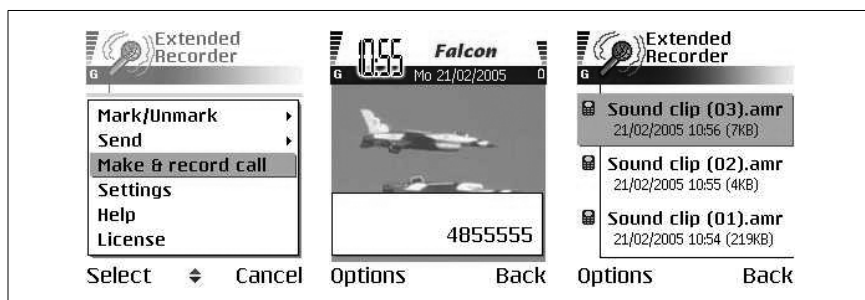 Extended
Recorder
G
Mark/Unmark
Send
Make & record call
Settings
Help
License
Select
Cancel
10:55
Falcon
G
Mo 21/02/2005
4855555
Options
Back
Extended
Recorder
G
Sound clip (03).amr
21/02/2005 10:56 (7KB)
Sound clip (02).amr
21/02/2005 10:55 (4KB)
Sound clip (01).amr
21/02/2005 10:54 (219KB)
Options
Back